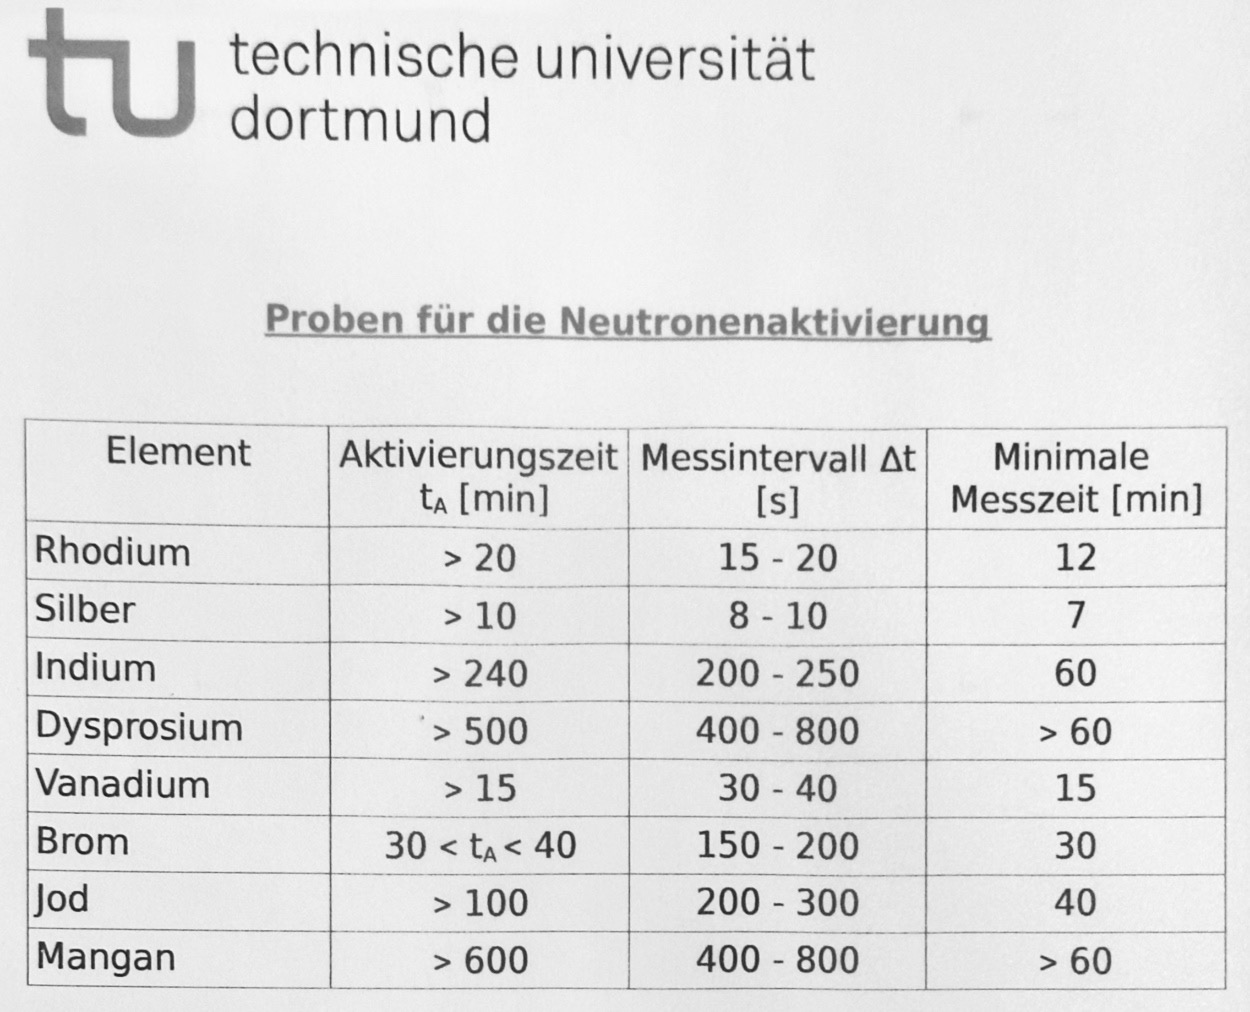 tu technische universität
dortmund
Proben für die Neutronenaktivierung
Element Aktivierungszeit tA [min] Messintervall Δt [s] Minimale Messzeit [min]
Rhodium > 20 15 - 20 12
Silber > 10 8 - 10 7
Indium > 240 200 - 250 60
Dysprosium > 500 400 - 800 > 60
Vanadium > 15 30 - 40 15
Brom 30 < tA < 40 150 - 200 30
Jod > 100 200 - 300 40
Mangan > 600 400 - 800 > 60